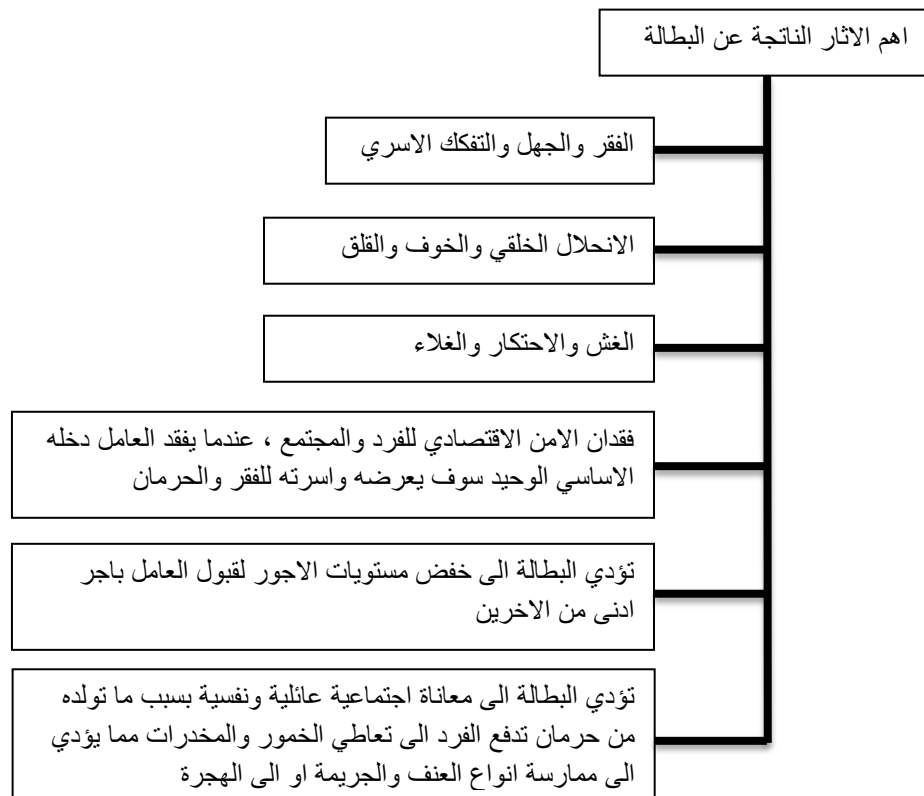 اهم الاثار الناتجة عن البطالة
الفقر والجهل والتفكك الاسري
الانحلال الخلقي والخوف والقلق
الغش والاحتكار والغلاء
فقدان الامن الاقتصادي للفرد والمجتمع ، عندما يفقد العامل دخله
الاساسي الوحيد سوف يعرضه واسرته للفقر والحرمان
تؤدي البطالة الى خفض مستويات الاجور لقبول العامل باجر
ادنى من الاخرين
تؤدي البطالة الى معاناة اجتماعية عائلية ونفسية بسبب ما تولده
من حرمان تدفع الفرد الى تعاطي الخمور والمخدرات مما يؤدي
الى ممارسة انواع العنف والجريمة او الى الهجرة